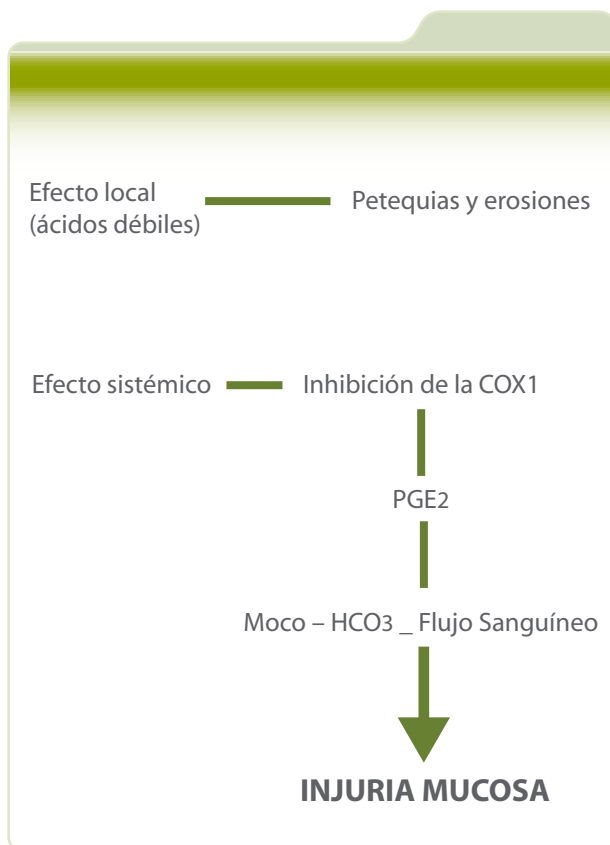 Efecto local
(ácidos débiles)
Petequias y erosiones
Efecto sistémico
Inhibición de la COX1
PGE2
Moco – HCO3 _ Flujo Sanguíneo
INJURIA MUCOSA